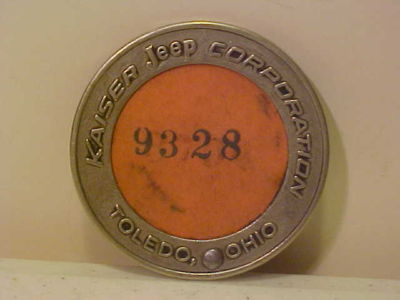 KAISER Jeep CORPORATION
9328
TOLEDO, OHIO